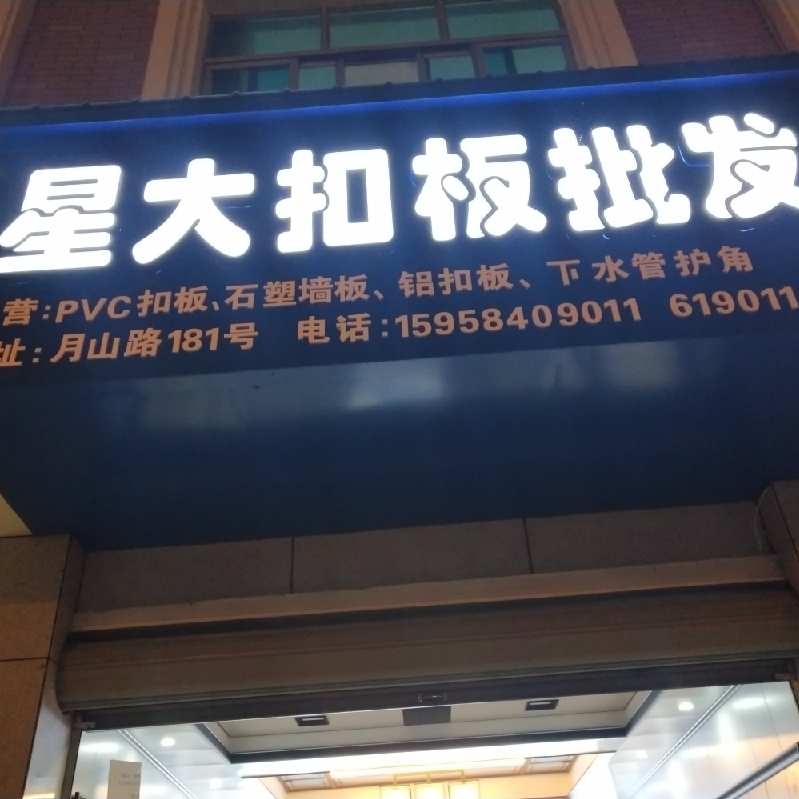 星大扣板批发
营:PVC扣板、石塑墙板、铝扣板、下水管护角
址:月山路181号 电话:15958409011 619011